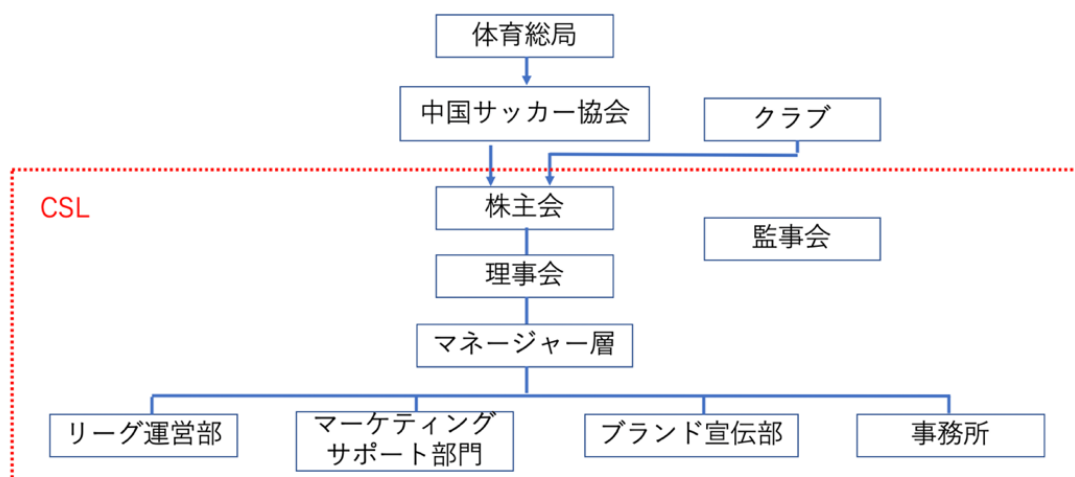 体育総局
中国サッカー協会
クラブ
CSL
株主会
監事会
理事会
マネージャー層
リーグ運営部
マーケティング
サポート部門
ブランド宣伝部
事務所